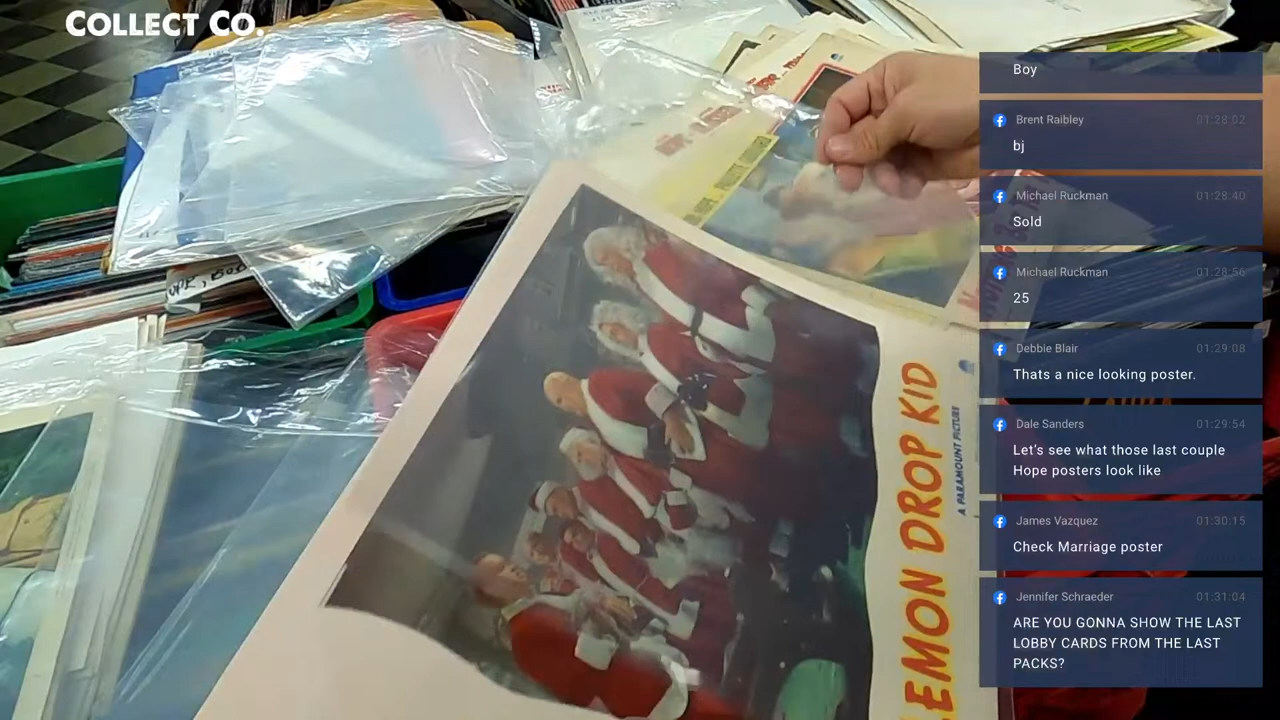 COLLECT CO.
Boy
Brent Raibley 01:28:02
bj
Michael Ruckman 01:28:40
Sold
Michael Ruckman 01:28:56
25
Debbie Blair 01:29:08
Thats a nice looking poster.
Dale Sanders 01:29:54
Let's see what those last couple
Hope posters look like
James Vazquez 01:30:15
Check Marriage poster
Jennifer Schraeder 01:31:04
ARE YOU GONNA SHOW THE LAST
LOBBY CARDS FROM THE LAST
PACKS?
LEMON DROP KID
A PARAMOUNT PICTURE